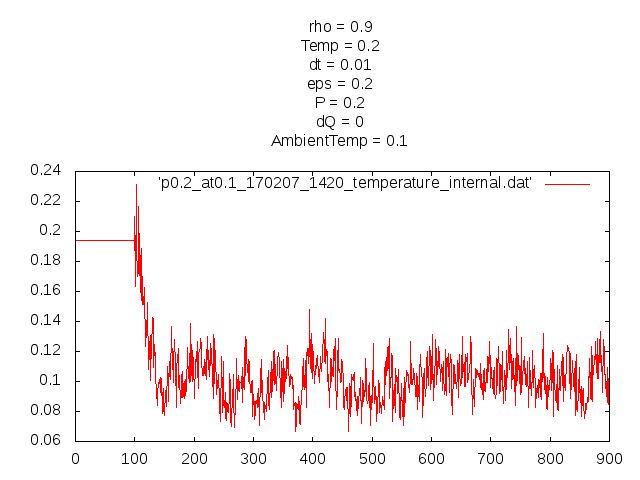 rho = 0.9
Temp = 0.2
dt = 0.01
eps = 0.2
P = 0.2
dQ = 0
AmbientTemp = 0.1
'p0.2_at0.1_170207_1420_temperature_internal.dat'
0.24
0.22
0.2
0.18
0.16
0.14
0.12
0.1
0.08
0.06
0 100 200 300 400 500 600 700 800 900